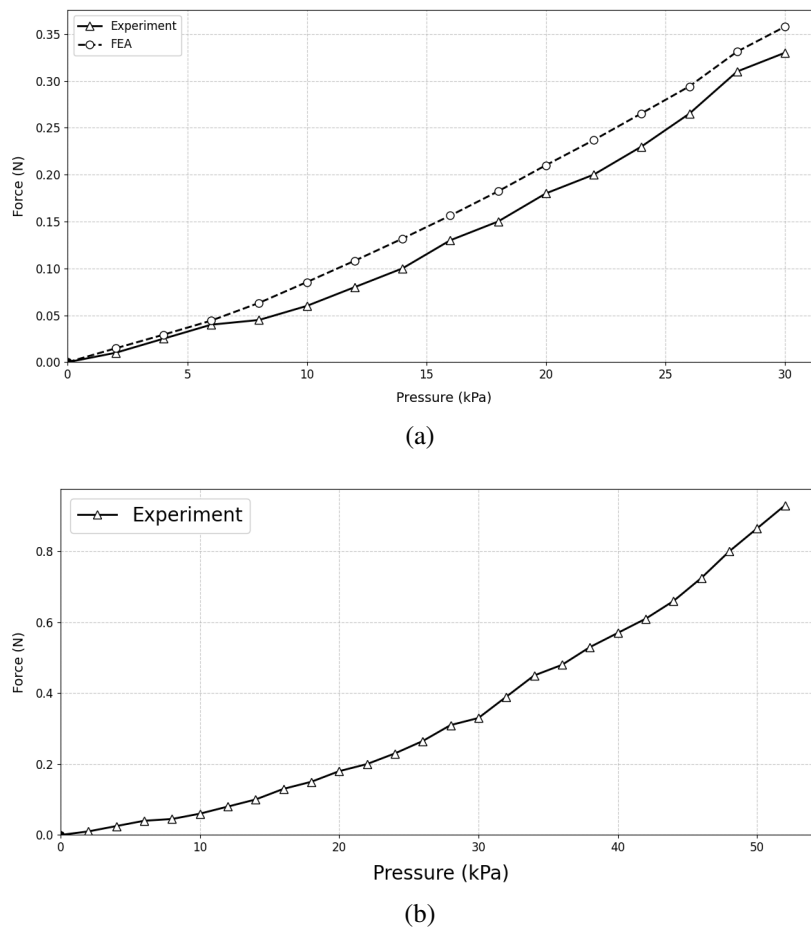 Experiment
FEA
0.35
0.30
0.25
0.20
0.15
0.10
0.05
0.00
Force (N)
0 5 10 15 20 25 30
Pressure (kPa)
(a)
Experiment
0.8
0.6
0.4
0.2
0.0
Force (N)
0 10 20 30 40 50
Pressure (kPa)
(b)